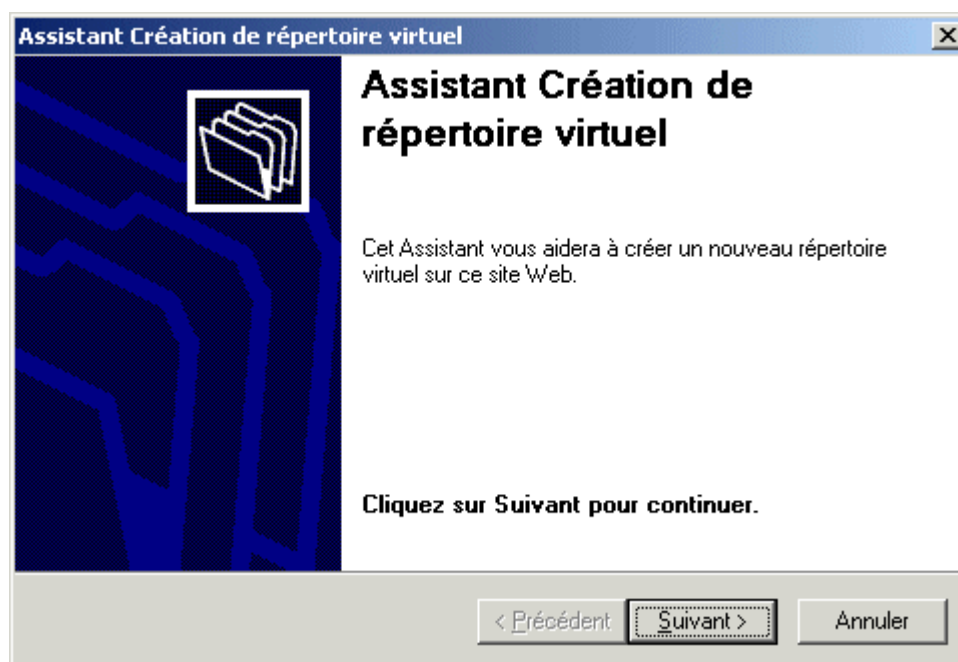 Assistant Création de répertoire virtuel
Assistant Création de
répertoire virtuel
Cet Assistant vous aidera à créer un nouveau répertoire
virtuel sur ce site Web.
Cliquez sur Suivant pour continuer.
< Précédent Suivant > Annuler